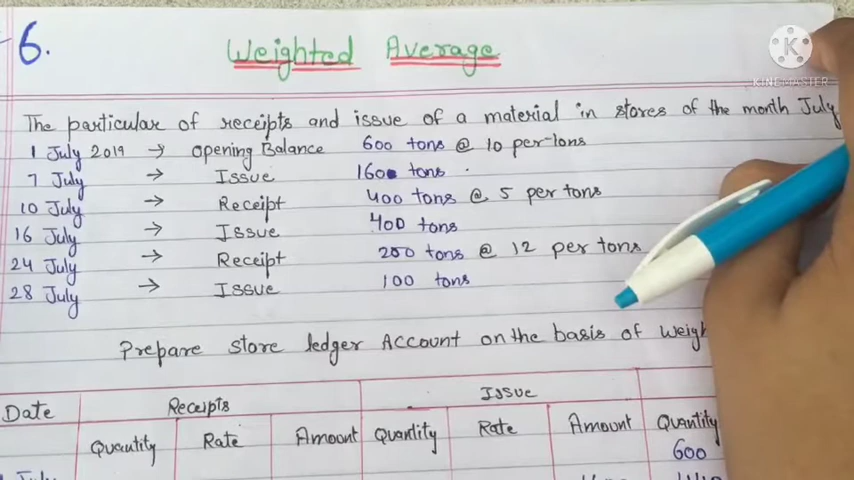 6.
Weighted Average
KINEMASTER
The particular of receipts and issue of a material in stores of the month July
1 July 2019 → Opening Balance 600 tons @ 10 per tons
7 July → Issue 160 tons
10 July → Receipt 400 tons @ 5 per tons
16 July → Issue 400 tons
24 July → Receipt 200 tons @ 12 per tons
28 July → Issue 100 tons
Prepare store ledger Account on the basis of weigh
Date Receipts Issue
Quantity Rate Amount Quantity Rate Amount Quantity
600
July